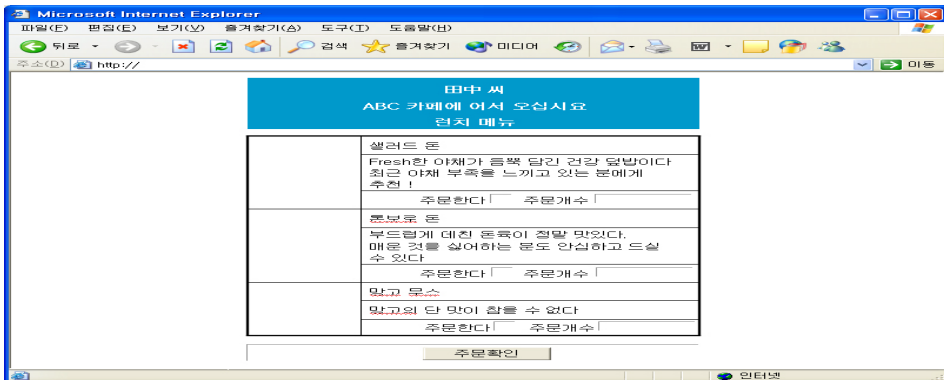 Microsoft Internet Explorer
파일(F) 편집(E) 보기(V) 즐겨찾기(A) 도구(T) 도움말(H)
뒤로 검색 즐겨찾기 미디어
주소(D) http:// 이동
田中 씨
ABC 카페에 어서 오십시요
런치 메뉴
샐러드 돈
Fresh한 야채가 듬뿍 담긴 건강 덮밥이다
최근 야채 부족을 느끼고 있는 분에게
추천 !
주문한다 주문개수
톤보로 돈
부드럽게 데친 돈육이 정말 맛있다.
매운 것을 싫어하는 분도 안심하고 드실
수 있다
주문한다 주문개수
망고 무스
망고의 단 맛이 참을 수 없다
주문한다 주문개수
주문확인
인터넷